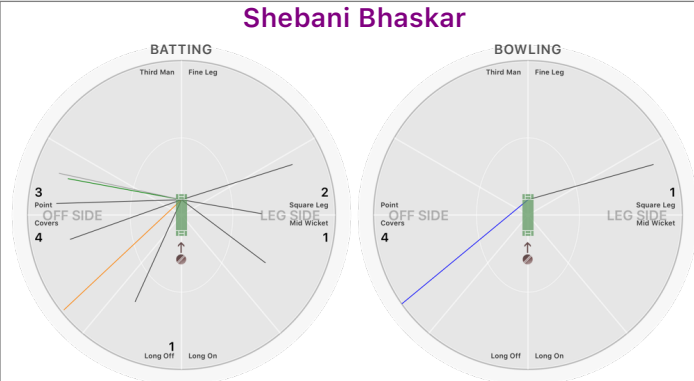 Shebani Bhaskar
BATTING
Third Man Fine Leg
3 2
Point Square Leg
OFF SIDE LEG SIDE
Covers Mid Wicket
4 1
1
Long Off Long On
BOWLING
Third Man Fine Leg
1
Point Square Leg
OFF SIDE LEG SIDE
Covers Mid Wicket
4
Long Off Long On